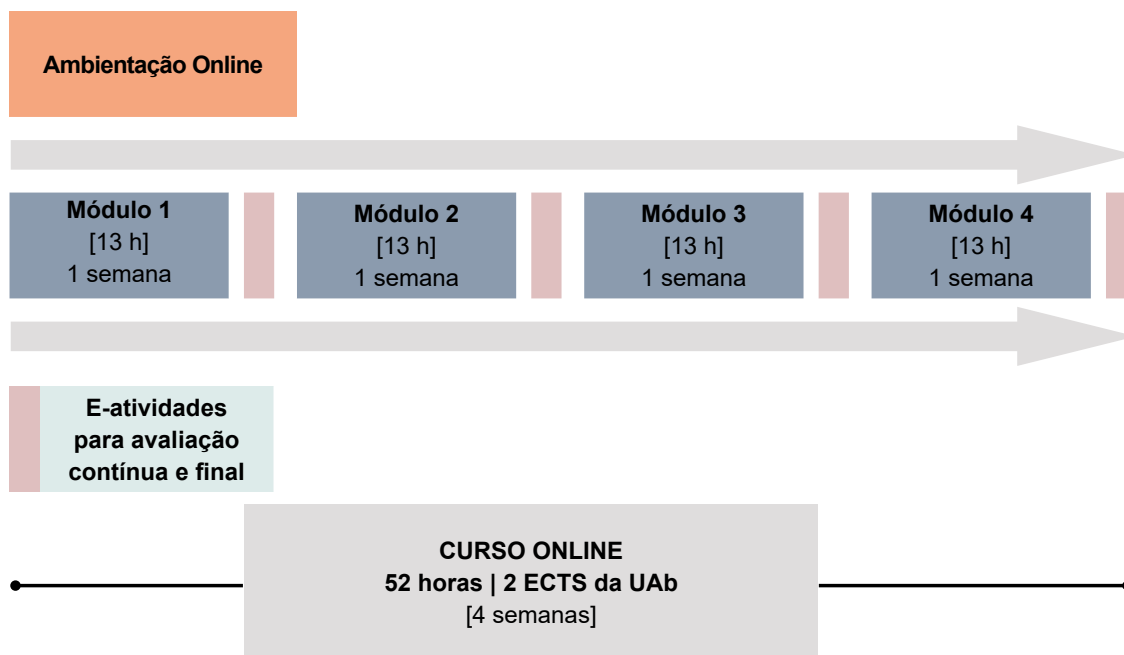 Ambientação Online
Módulo 1
[13 h]
1 semana
Módulo 2
[13 h]
1 semana
Módulo 3
[13 h]
1 semana
Módulo 4
[13 h]
1 semana
E-atividades
para avaliação
contínua e final
CURSO ONLINE
52 horas | 2 ECTS da UAb
[4 semanas]